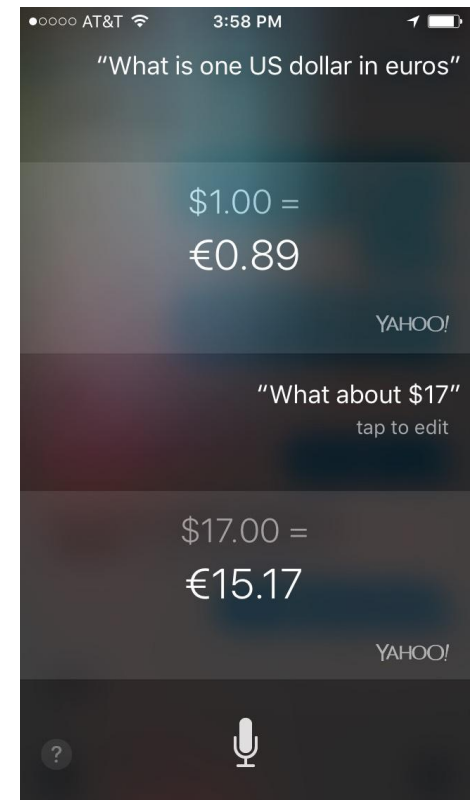 ●○○○○ AT&T 3:58 PM
“What is one US dollar in euros”
$1.00 =
€0.89
YAHOO!
“What about $17”
tap to edit
$17.00 =
€15.17
YAHOO!
?